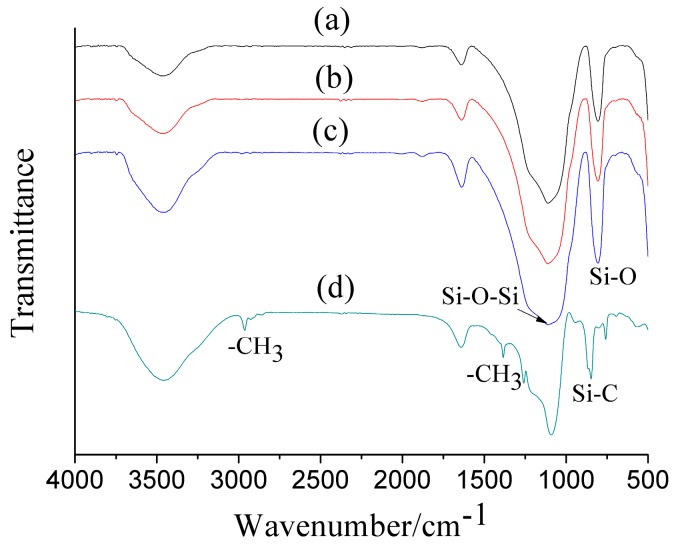 (a)
(b)
(c)
Si-O
Si-O-Si
(d)
-CH3
-CH3
Si-C
Transmittance
4000 3500 3000 2500 2000 1500 1000 500
Wavenumber/cm-1